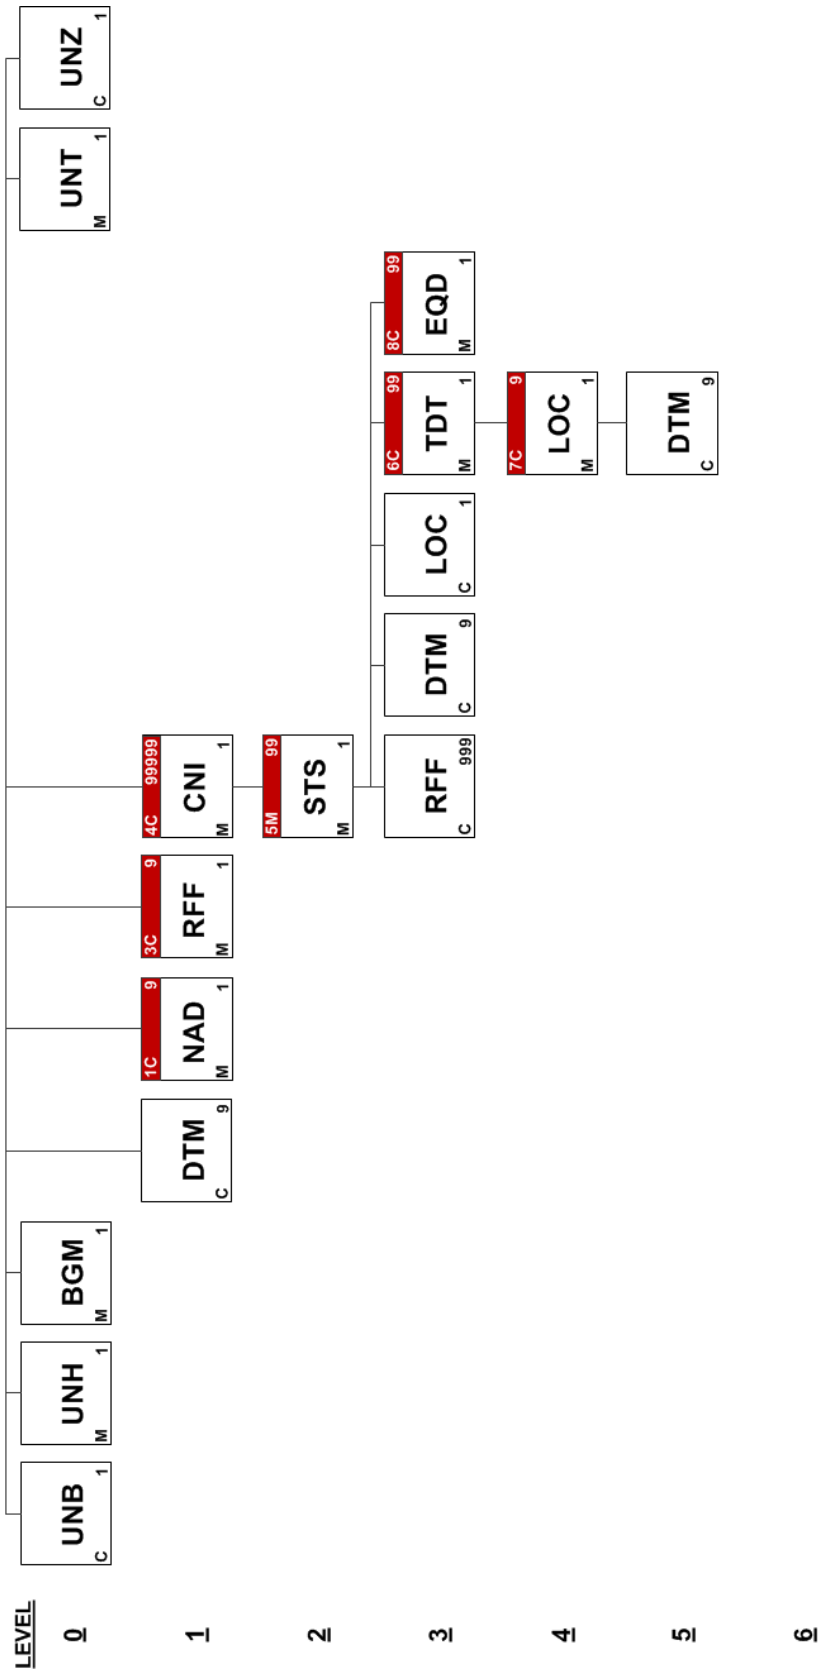 LEVEL
0
UNB
C 1
UNH
M 1
BGM
M 1
UNT
M 1
UNZ
C 1
1
DTM
C 9
1C 9
NAD
M 1
3C 9
RFF
M 1
4C 99999
CNI
M 1
2
5M 99
STS
M 1
3
RFF
C 999
DTM
C 9
LOC
C 1
6C 99
TDT
M 1
8C 99
EQD
M 1
4
7C 9
LOC
M 1
5
DTM
C 9
6